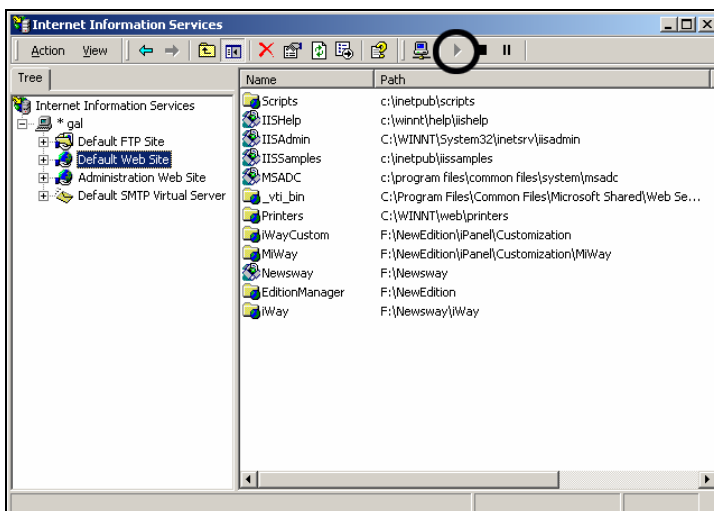 Internet Information Services
Action View
Tree
Name Path
Internet Information Services
* gal
Default FTP Site
Default Web Site
Administration Web Site
Default SMTP Virtual Server
Scripts c:\inetpub\scripts
IISHelp c:\winnt\help\iishelp
IISAdmin C:\WINNT\System32\inetsrv\iisadmin
IISSamples c:\inetpub\iissamples
MSADC c:\program files\common files\system\msadc
_vti_bin C:\Program Files\Common Files\Microsoft Shared\Web Se...
Printers C:\WINNT\web\printers
iWayCustom F:\NewEdition\iPanel\Customization
MiWay F:\NewEdition\iPanel\Customization\MiWay
Newsway F:\Newsway
EditionManager F:\NewEdition
iWay F:\Newsway\iWay